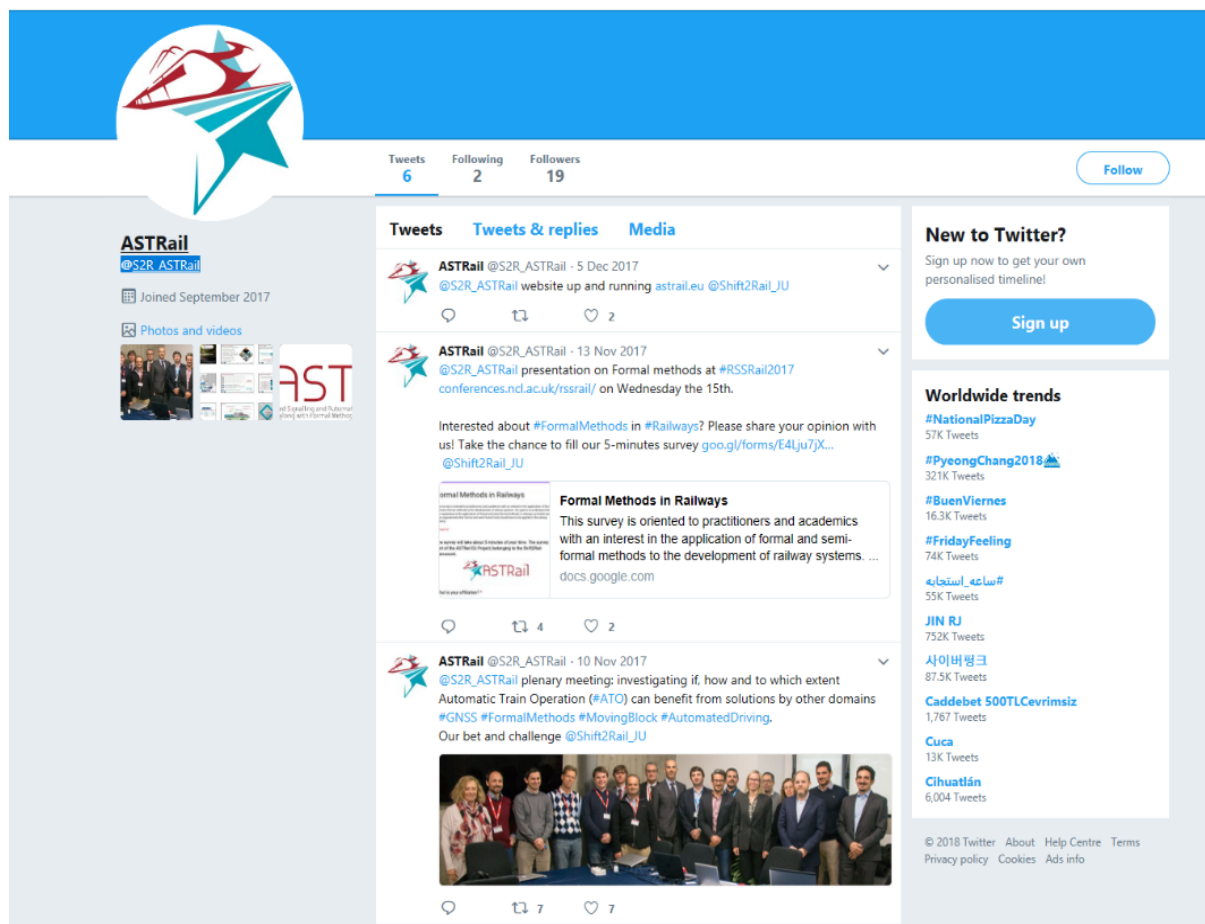 Tweets
6
Following
2
Followers
19
Follow
ASTRail
@S2R_ASTRail
Joined September 2017
Photos and videos
AST
Tweets Tweets & replies Media
ASTRail @S2R_ASTRail · 5 Dec 2017
@S2R_ASTRail website up and running astrail.eu @Shift2Rail_JU
2
ASTRail @S2R_ASTRail · 13 Nov 2017
@S2R_ASTRail presentation on Formal methods at #RSSRail2017
conferences.ncl.ac.uk/rssrail/ on Wednesday the 15th.
Interested about #FormalMethods in #Railways? Please share your opinion with
us! Take the chance to fill our 5-minutes survey goo.gl/forms/E4Lju7jX...
@Shift2Rail_JU
ormal Methods in Railways
ASTRail
Formal Methods in Railways
This survey is oriented to practitioners and academics
with an interest in the application of formal and semi-
formal methods to the development of railway systems. ...
docs.google.com
4 2
ASTRail @S2R_ASTRail · 10 Nov 2017
@S2R_ASTRail plenary meeting: investigating if, how and to which extent
Automatic Train Operation (#ATO) can benefit from solutions by other domains
#GNSS #FormalMethods #MovingBlock #AutomatedDriving.
Our bet and challenge @Shift2Rail_JU
7 7
New to Twitter?
Sign up now to get your own
personalised timeline!
Sign up
Worldwide trends
#NationalPizzaDay
57K Tweets
#PyeongChang2018
321K Tweets
#BuenViernes
16.3K Tweets
#FridayFeeling
74K Tweets
#ساعه_استجابه
55K Tweets
JIN RJ
752K Tweets
사이버펑크
87.5K Tweets
Caddebet 500TLCevrimsiz
1,767 Tweets
Cuca
13K Tweets
Cihuatlán
6,004 Tweets
© 2018 Twitter About Help Centre Terms
Privacy policy Cookies Ads info